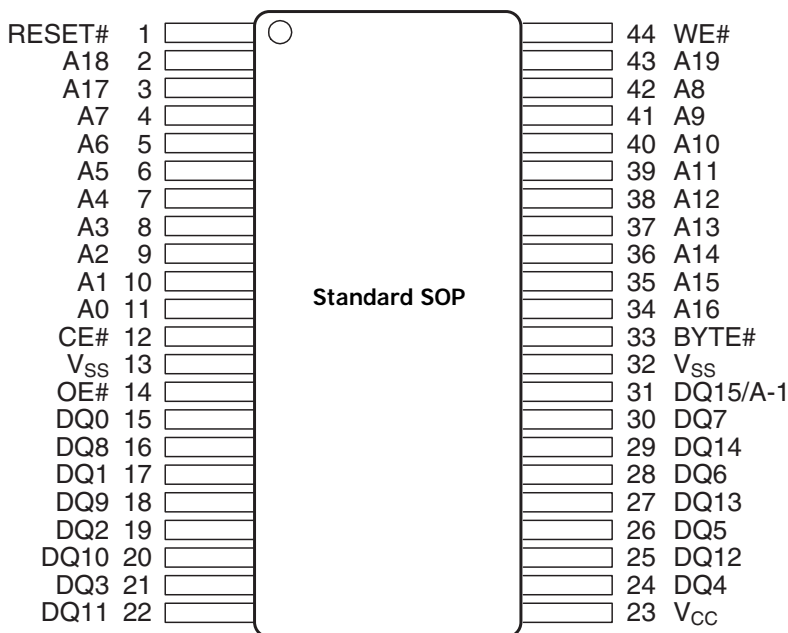 RESET# 1 44 WE#
A18 2 43 A19
A17 3 42 A8
A7 4 41 A9
A6 5 40 A10
A5 6 39 A11
A4 7 38 A12
A3 8 37 A13
A2 9 36 A14
A1 10 35 A15
Standard SOP
A0 11 34 A16
CE# 12 33 BYTE#
VSS 13 32 VSS
OE# 14 31 DQ15/A-1
DQ0 15 30 DQ7
DQ8 16 29 DQ14
DQ1 17 28 DQ6
DQ9 18 27 DQ13
DQ2 19 26 DQ5
DQ10 20 25 DQ12
DQ3 21 24 DQ4
DQ11 22 23 VCC